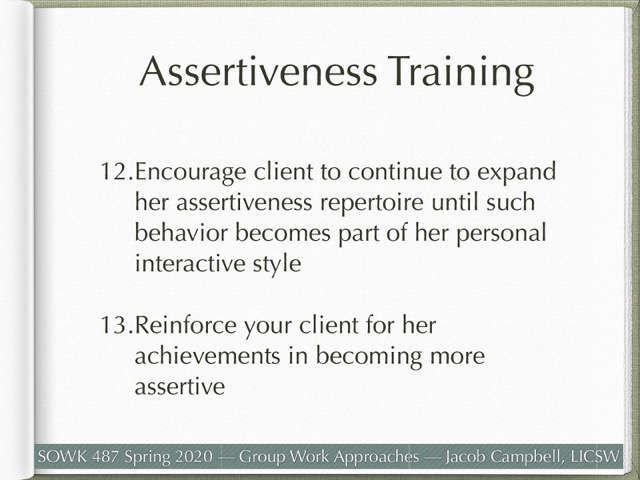 Assertiveness Training
12.Encourage client to continue to expand
her assertiveness repertoire until such
behavior becomes part of her personal
interactive style
13.Reinforce your client for her
achievements in becoming more
assertive
SOWK 487 Spring 2020 — Group Work Approaches — Jacob Campbell, LICSW